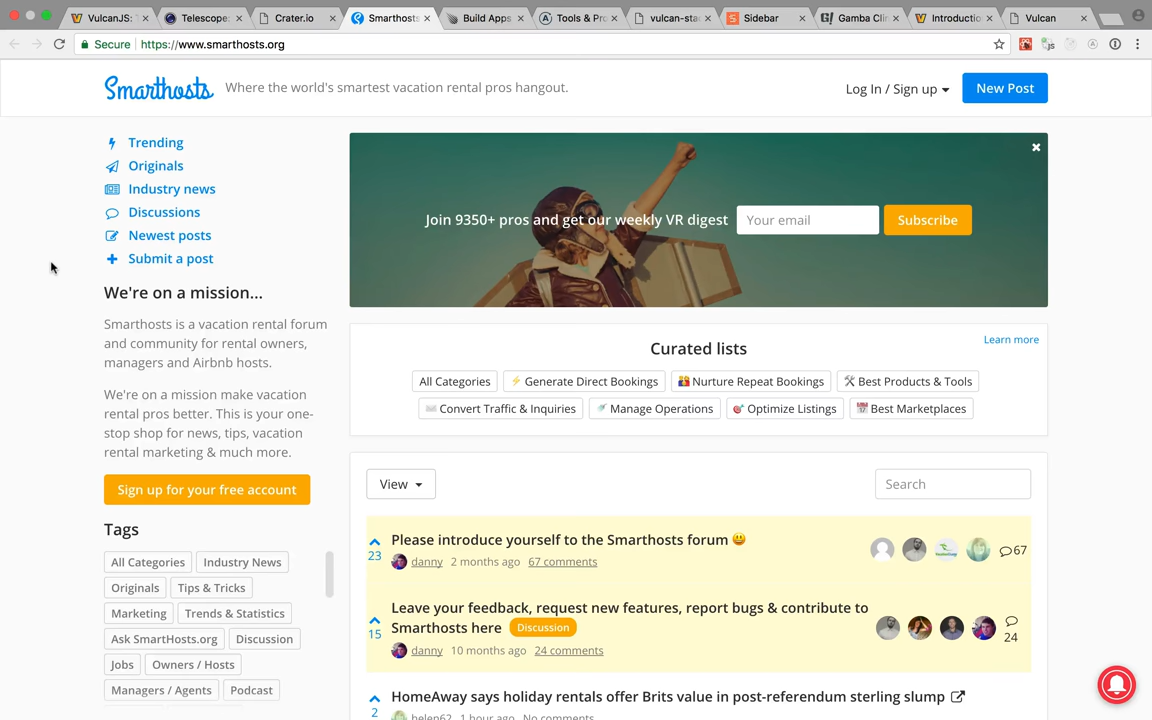 VulcanJS: T
Telescope:
Crater.io
Smarthosts
Build Apps
Tools & Pro
vulcan-sta
Sidebar
Gamba Cli
Introductio
Vulcan
Secure
https://www.smarthosts.org
Smarthosts
Where the world's smartest vacation rental pros hangout.
Log In / Sign up
New Post
Trending
Originals
Industry news
Discussions
Newest posts
Submit a post
We're on a mission...
Smarthosts is a vacation rental forum
and community for rental owners,
managers and Airbnb hosts.
We're on a mission make vacation
rental pros better. This is your one-
stop shop for news, tips, vacation
rental marketing & much more.
Sign up for your free account
Tags
All Categories
Industry News
Originals
Tips & Tricks
Marketing
Trends & Statistics
Ask SmartHosts.org
Discussion
Jobs
Owners / Hosts
Managers / Agents
Podcast
Join 9350+ pros and get our weekly VR digest
Your email
Subscribe
Curated lists
Learn more
All Categories
Generate Direct Bookings
Nurture Repeat Bookings
Best Products & Tools
Convert Traffic & Inquiries
Manage Operations
Optimize Listings
Best Marketplaces
View
Search
23
Please introduce yourself to the Smarthosts forum 😃
danny 2 months ago 67 comments
67
15
Leave your feedback, request new features, report bugs & contribute to
Smarthosts here Discussion
danny 10 months ago 24 comments
24
2
HomeAway says holiday rentals offer Brits value in post-referendum sterling slump
helen62 1 hour ago No comments